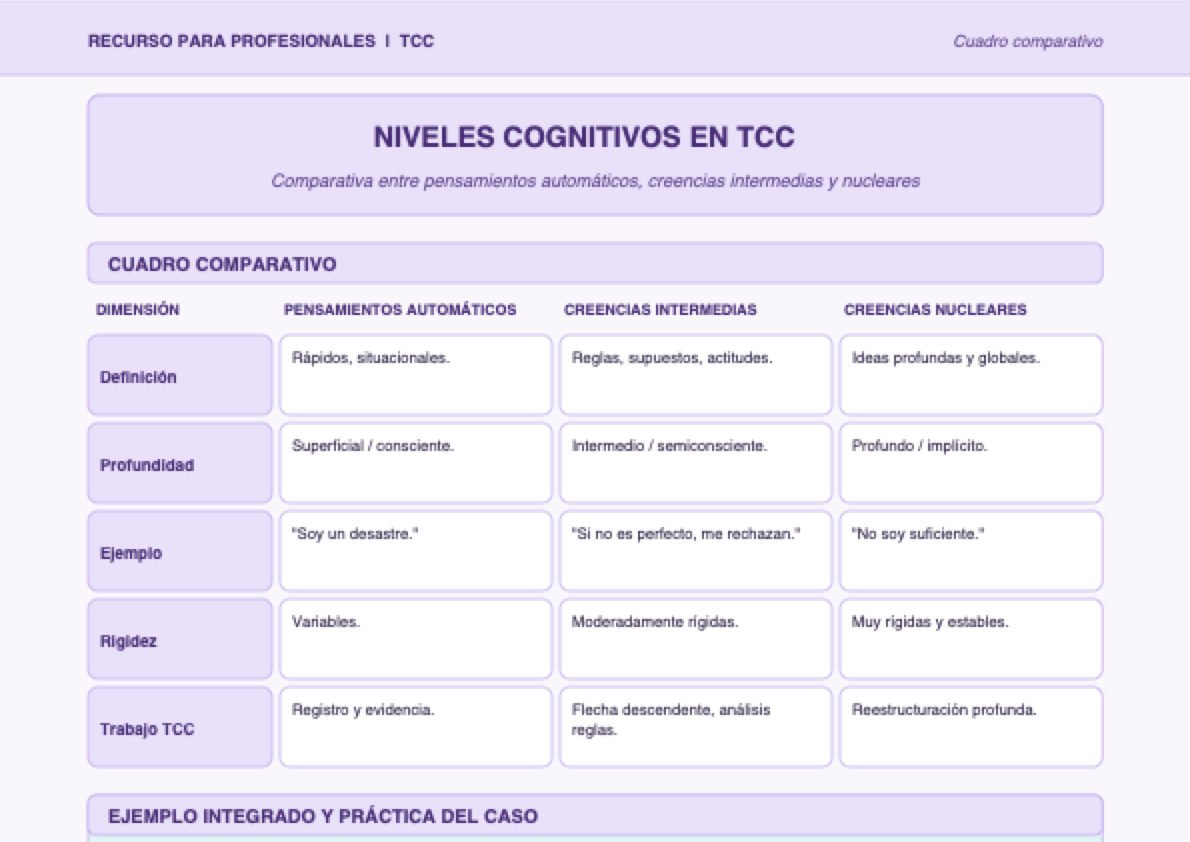 RECURSO PARA PROFESIONALES | TCC
Cuadro comparativo
NIVELES COGNITIVOS EN TCC
Comparativa entre pensamientos automáticos, creencias intermedias y nucleares
CUADRO COMPARATIVO
DIMENSIÓN PENSAMIENTOS AUTOMÁTICOS CREENCIAS INTERMEDIAS CREENCIAS NUCLEARES
Definición
Rápidos, situacionales.
Reglas, supuestos, actitudes.
Ideas profundas y globales.
Profundidad
Superficial / consciente.
Intermedio / semiconsciente.
Profundo / implícito.
Ejemplo
"Soy un desastre."
"Si no es perfecto, me rechazan."
"No soy suficiente."
Rigidez
Variables.
Moderadamente rígidas.
Muy rígidas y estables.
Trabajo TCC
Registro y evidencia.
Flecha descendente, análisis
reglas.
Reestructuración profunda.
EJEMPLO INTEGRADO Y PRÁCTICA DEL CASO